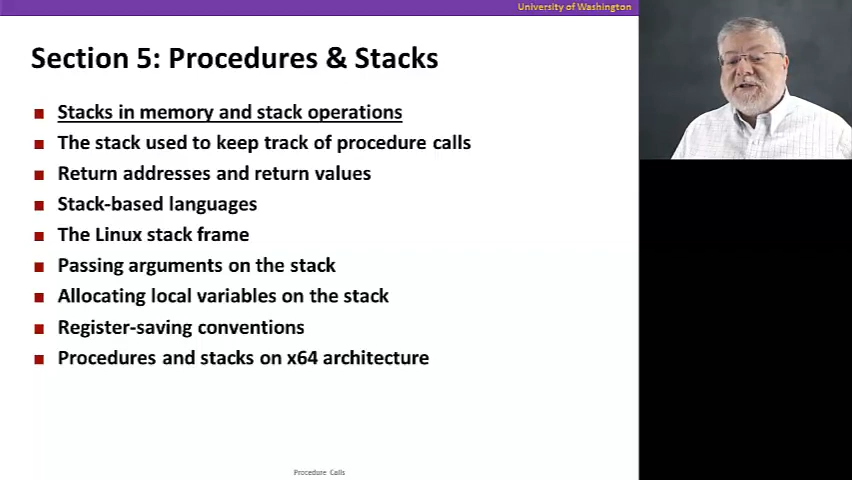 University of Washington
Section 5: Procedures & Stacks
Stacks in memory and stack operations
The stack used to keep track of procedure calls
Return addresses and return values
Stack-based languages
The Linux stack frame
Passing arguments on the stack
Allocating local variables on the stack
Register-saving conventions
Procedures and stacks on x64 architecture
Procedure Calls